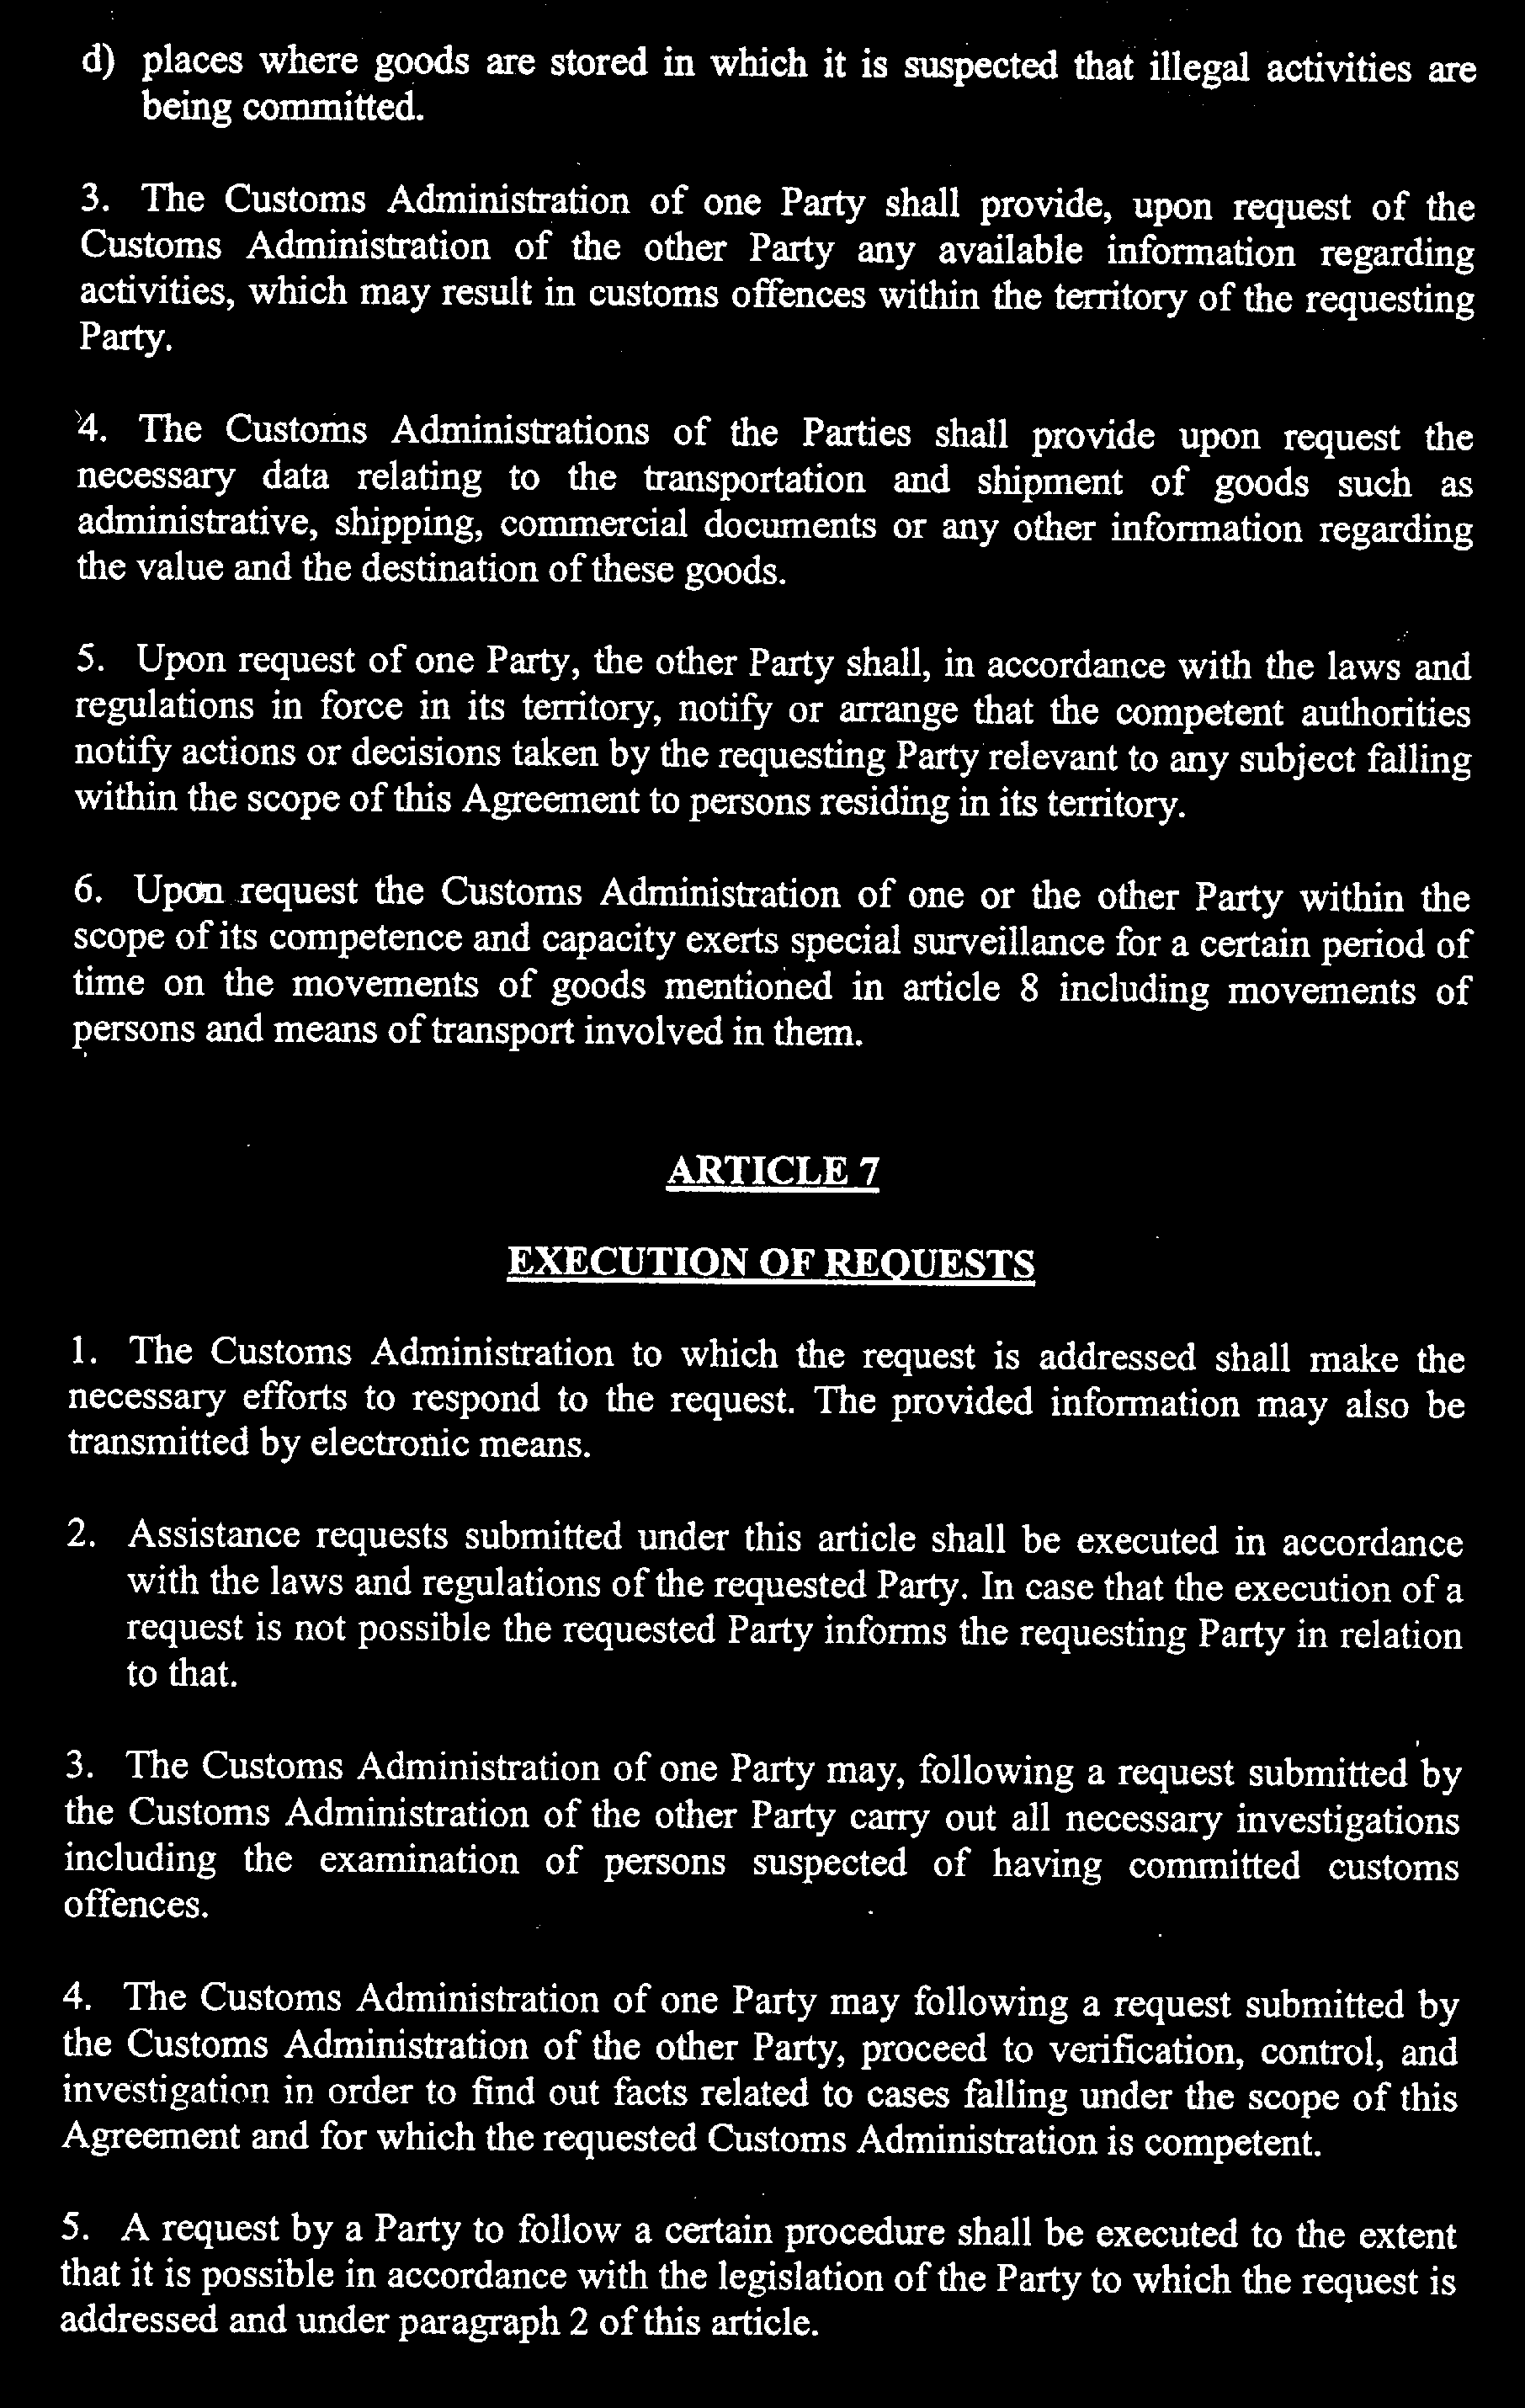 d) places where goods are stored in which it is suspected that illegal activities are
being committed.
3. The Customs Administration of one Party shall provide, upon request of the
Customs Administration of the other Party any available information regarding
activities, which may result in customs offences within the territory of the requesting
Party.
4. The Customs Administrations of the Parties shall provide upon request the
necessary data relating to the transportation and shipment of goods such as
administrative, shipping, commercial documents or any other information regarding
the value and the destination of these goods.
5. Upon request of one Party, the other Party shall, in accordance with the laws and
regulations in force in its territory, notify or arrange that the competent authorities
notify actions or decisions taken by the requesting Party relevant to any subject falling
within the scope of this Agreement to persons residing in its territory.
6. Upon request the Customs Administration of one or the other Party within the
scope of its competence and capacity exerts special surveillance for a certain period of
time on the movements of goods mentioned in article 8 including movements of
persons and means of transport involved in them.
ARTICLE 7
EXECUTION OF REQUESTS
1. The Customs Administration to which the request is addressed shall make the
necessary efforts to respond to the request. The provided information may also be
transmitted by electronic means.
2. Assistance requests submitted under this article shall be executed in accordance
with the laws and regulations of the requested Party. In case that the execution of a
request is not possible the requested Party informs the requesting Party in relation
to that.
3. The Customs Administration of one Party may, following a request submitted by
the Customs Administration of the other Party carry out all necessary investigations
including the examination of persons suspected of having committed customs
offences.
4. The Customs Administration of one Party may following a request submitted by
the Customs Administration of the other Party, proceed to verification, control, and
investigation in order to find out facts related to cases falling under the scope of this
Agreement and for which the requested Customs Administration is competent.
5. A request by a Party to follow a certain procedure shall be executed to the extent
that it is possible in accordance with the legislation of the Party to which the request is
addressed and under paragraph 2 of this article.